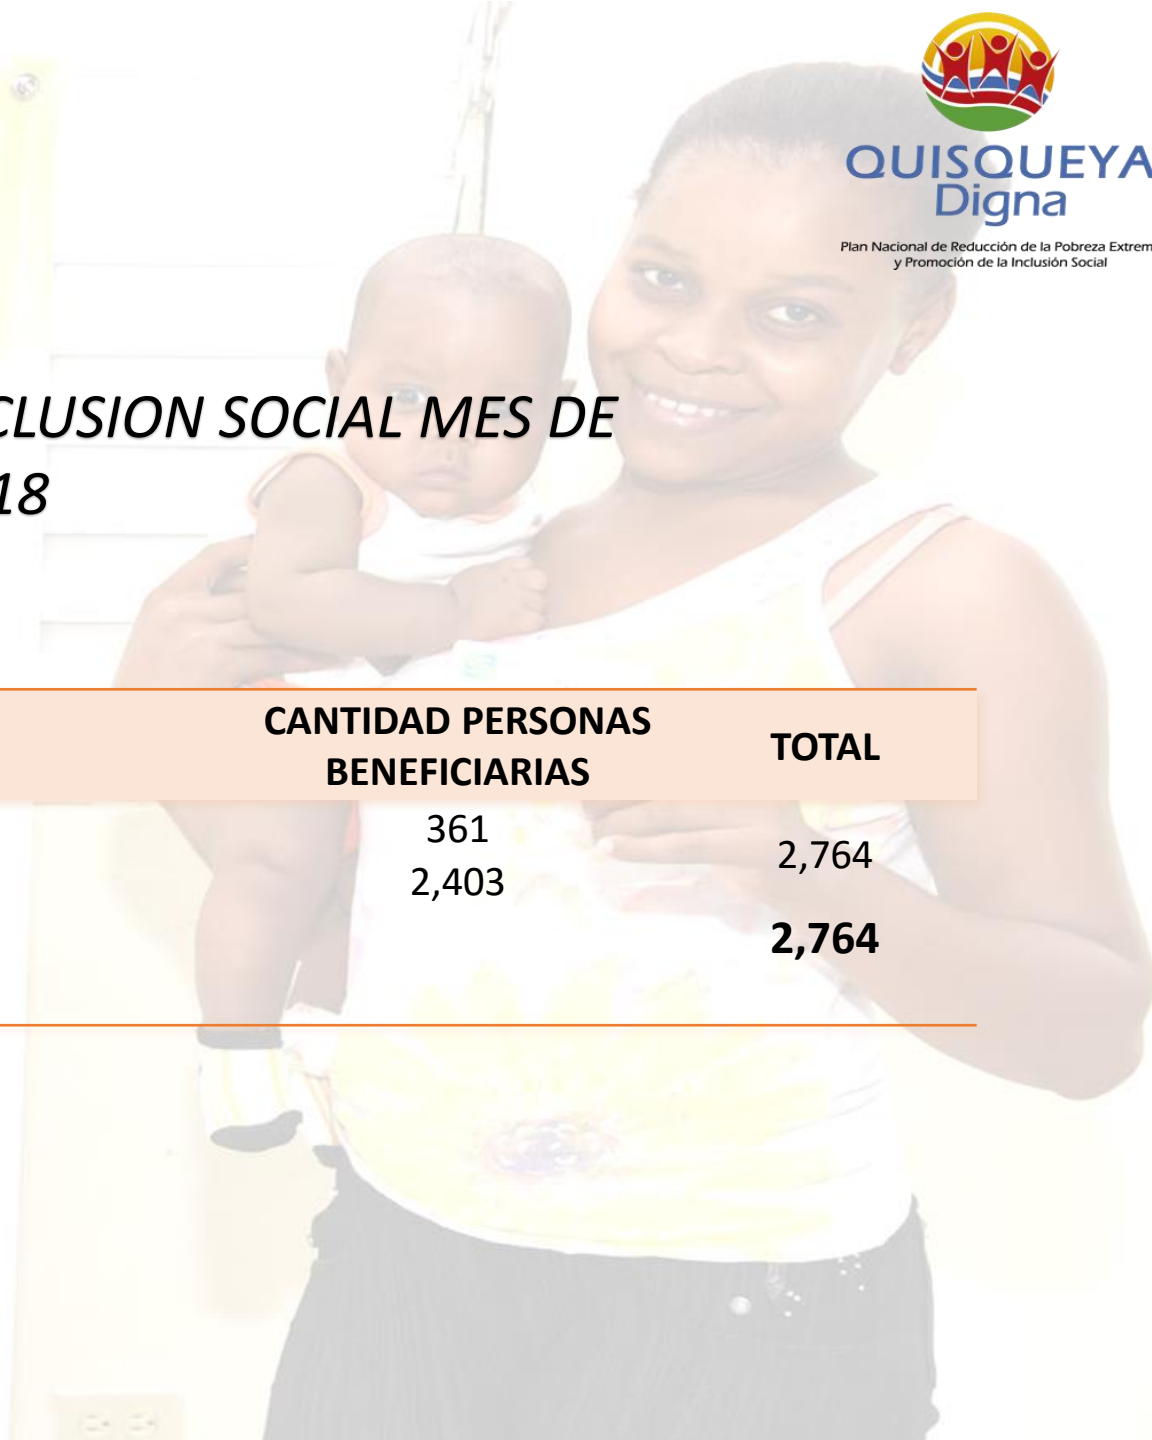 QUISQUEYA
Digna
Plan Nacional de Reducción de la Pobreza Extrem
y Promoción de la Inclusión Social
CLUSION SOCIAL MES DE
18
CANTIDAD PERSONAS
BENEFICIARIAS
TOTAL
361
2,764
2,403
2,764